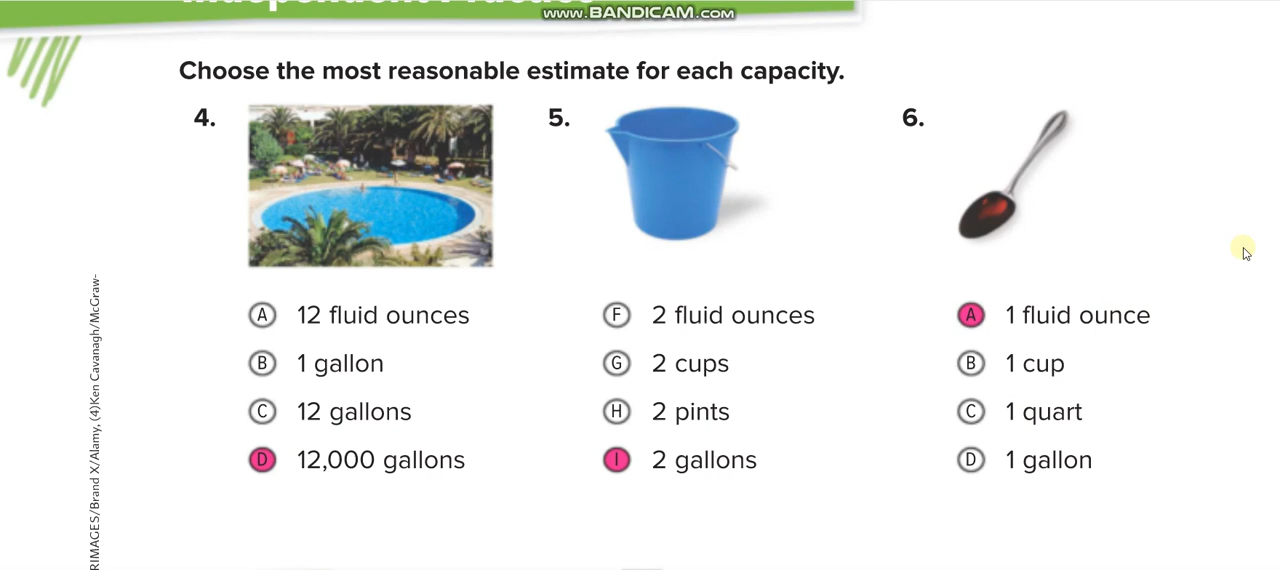 Independent Practice
www.BANDICAM.com
Choose the most reasonable estimate for each capacity.
4.
A 12 fluid ounces
B 1 gallon
C 12 gallons
D 12,000 gallons
5.
F 2 fluid ounces
G 2 cups
H 2 pints
I 2 gallons
6.
A 1 fluid ounce
B 1 cup
C 1 quart
D 1 gallon
RIMAGES/Brand X/Alamy, (4)Ken Cavanagh/McGraw-